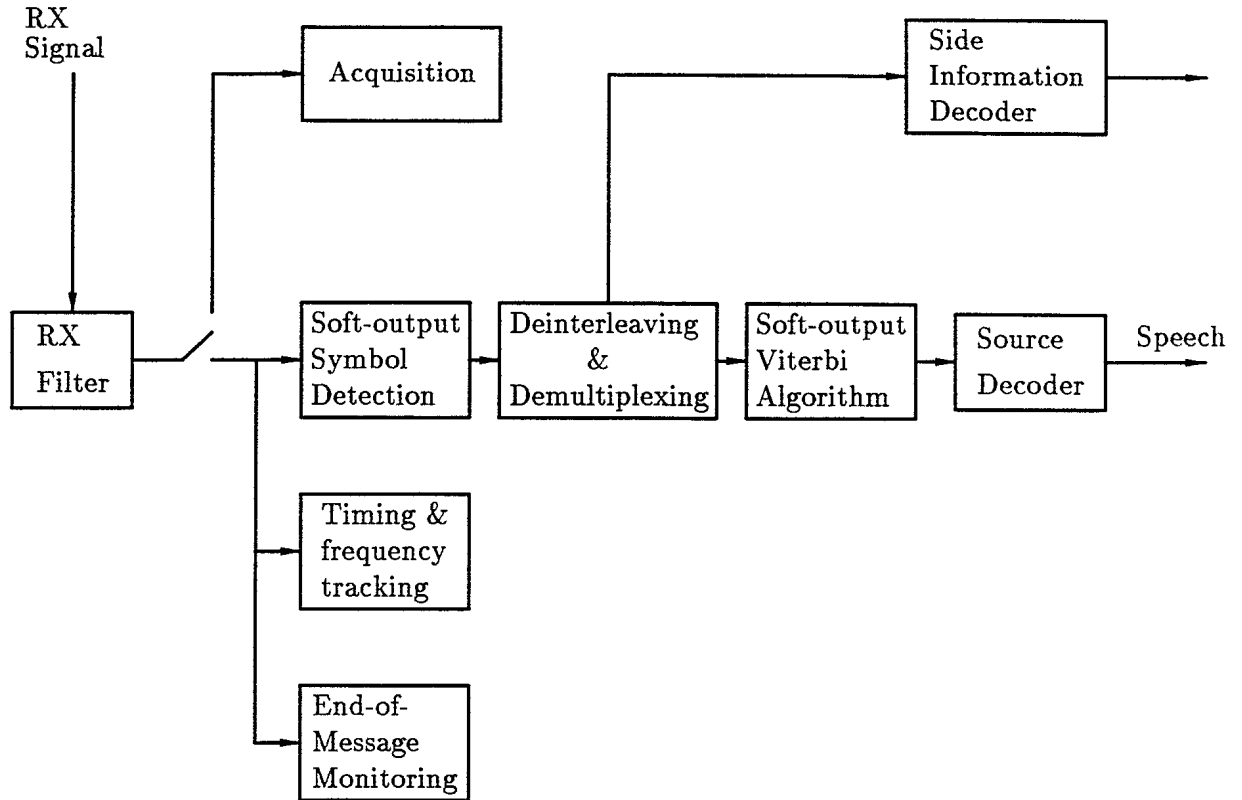 RX
Signal
Acquisition
Side
Information
Decoder
RX
Filter
Soft-output
Symbol
Detection
Deinterleaving
&
Demultiplexing
Soft-output
Viterbi
Algorithm
Source
Decoder
Speech
Timing &
frequency
tracking
End-of-
Message
Monitoring